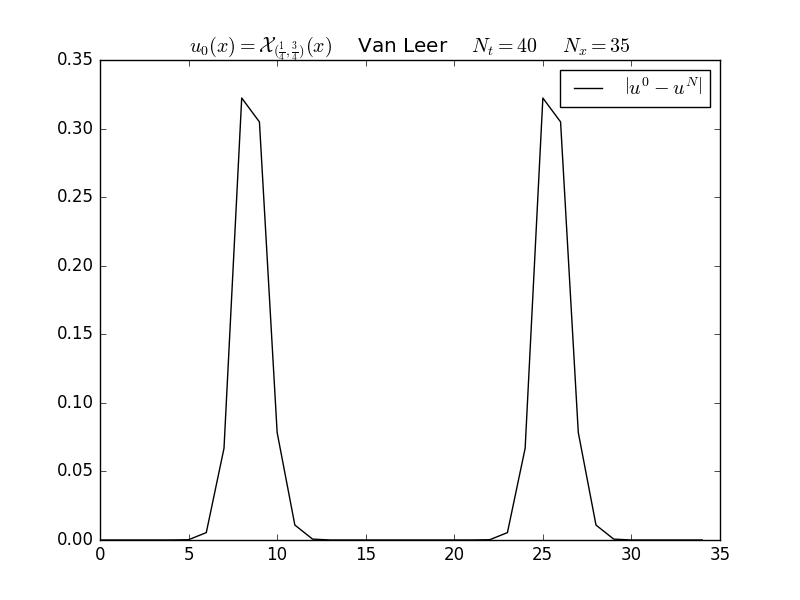 u_0(x) = 𝒳_{(1/4, 3/4)}(x)    Van Leer    N_t = 40    N_x = 35
|u^0 − u^N|
0.35
0.30
0.25
0.20
0.15
0.10
0.05
0.00
0 5 10 15 20 25 30 35